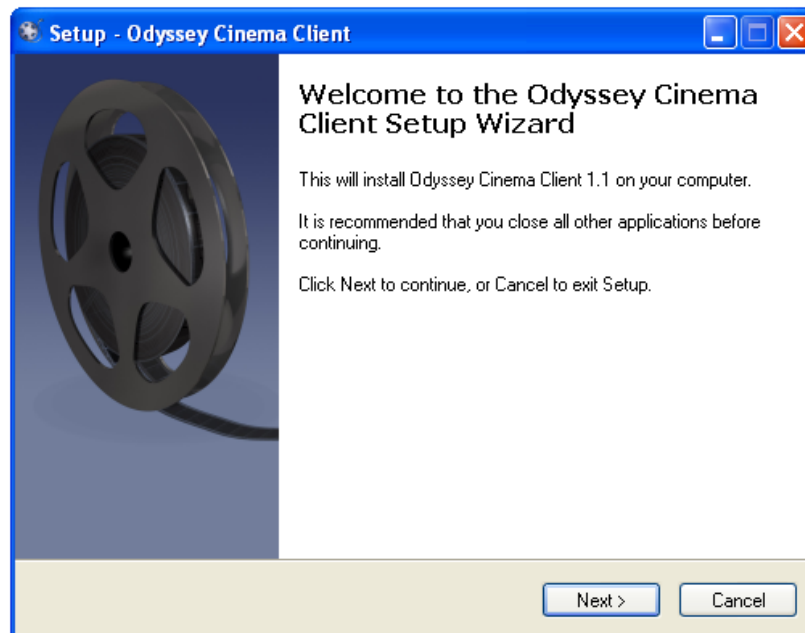 Setup - Odyssey Cinema Client
Welcome to the Odyssey Cinema
Client Setup Wizard
This will install Odyssey Cinema Client 1.1 on your computer.
It is recommended that you close all other applications before
continuing.
Click Next to continue, or Cancel to exit Setup.
Next >
Cancel